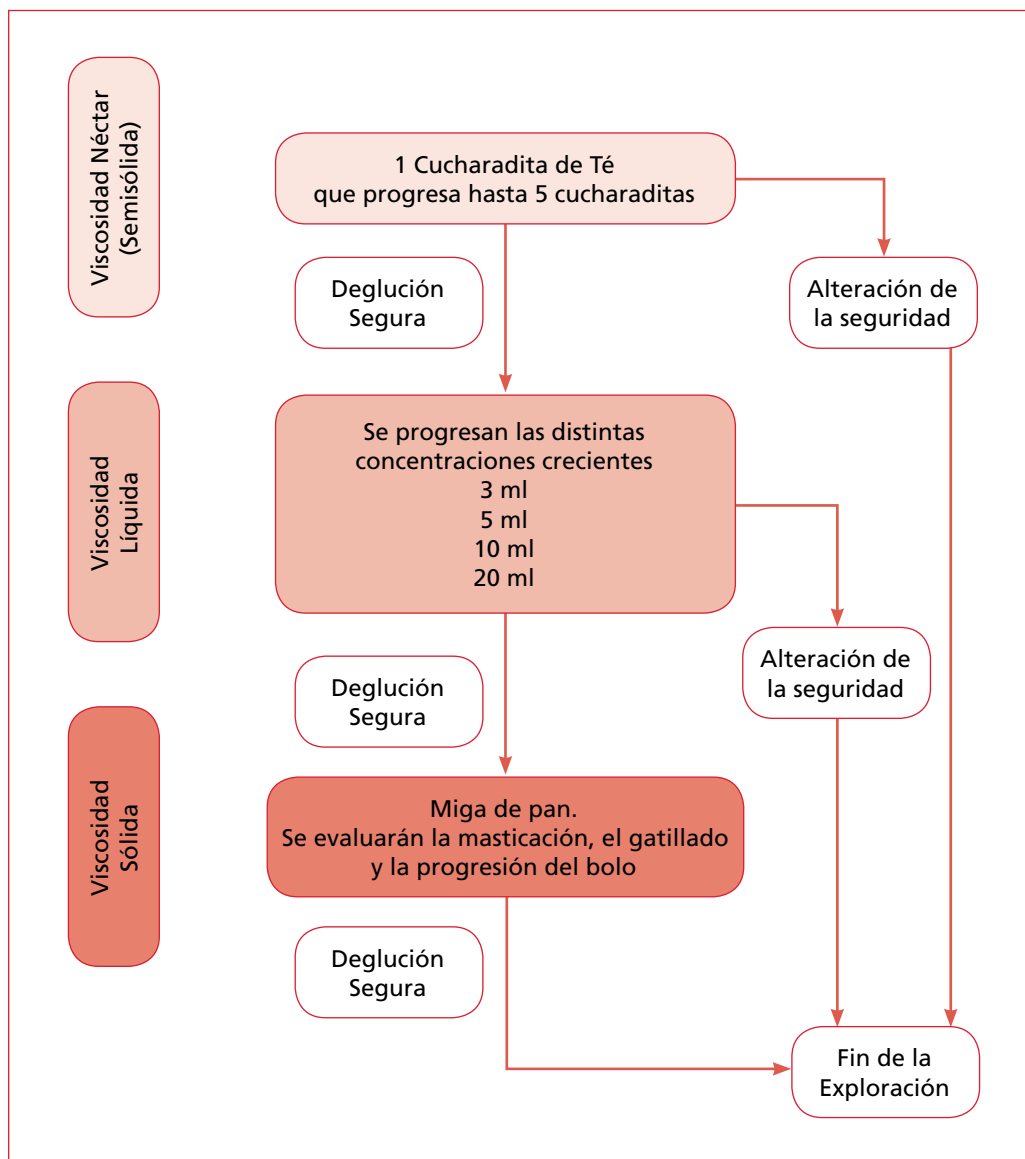 Viscosidad Néctar
(Semisólida)
1 Cucharadita de Té
que progresa hasta 5 cucharaditas
Deglución
Segura
Alteración de
la seguridad
Viscosidad
Líquida
Se progresan las distintas
concentraciones crecientes
3 ml
5 ml
10 ml
20 ml
Deglución
Segura
Alteración de
la seguridad
Viscosidad
Sólida
Miga de pan.
Se evaluarán la masticación, el gatillado
y la progresión del bolo
Deglución
Segura
Fin de la
Exploración